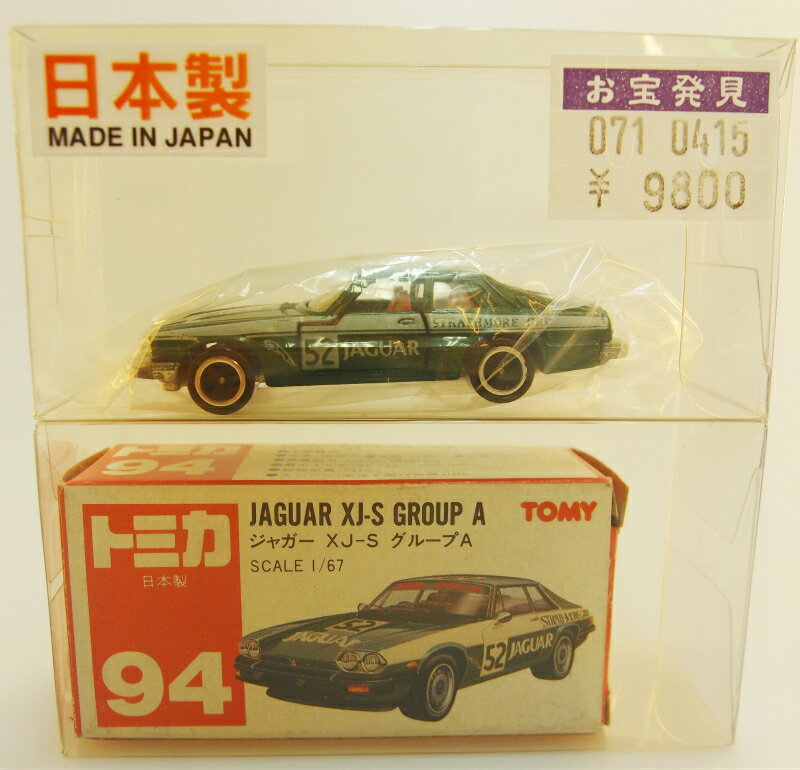 日本製
MADE IN JAPAN
お宝発見
071 0415
¥ 9800
STRATHMORE
52 JAGUAR
トミカ
94
トミカ
日本製
94
JAGUAR XJ-S GROUP A
ジャガー XJ-S グループA
SCALE 1/67
TOMY
52
JAGUAR
STRATHMORE
52 JAGUAR